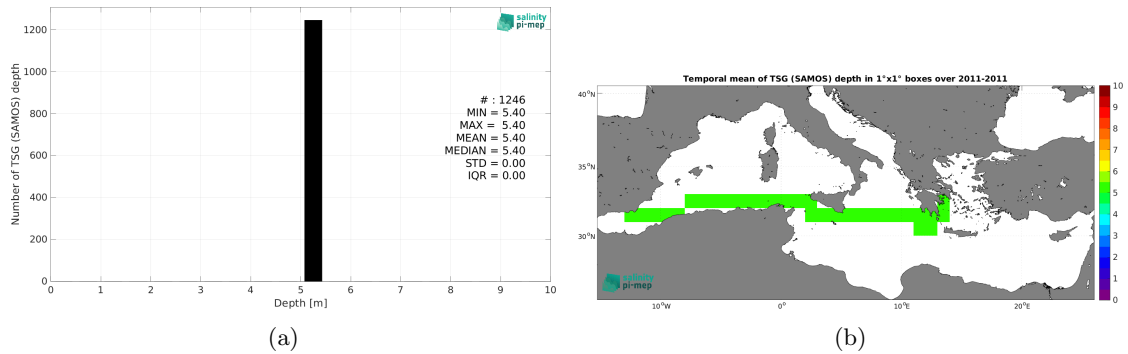 salinity
pi-mep
1200
1000
800
600
400
200
0
Number of TSG (SAMOS) depth
# : 1246
MIN = 5.40
MAX = 5.40
MEAN = 5.40
MEDIAN = 5.40
STD = 0.00
IQR = 0.00
0 1 2 3 4 5 6 7 8 9 10
Depth [m]
(a)
Temporal mean of TSG (SAMOS) depth in 1°x1° boxes over 2011-2011
40°N
35°N
30°N
10°W 0° 10°E 20°E
10
9
8
7
6
5
4
3
2
1
0
salinity
pi-mep
(b)